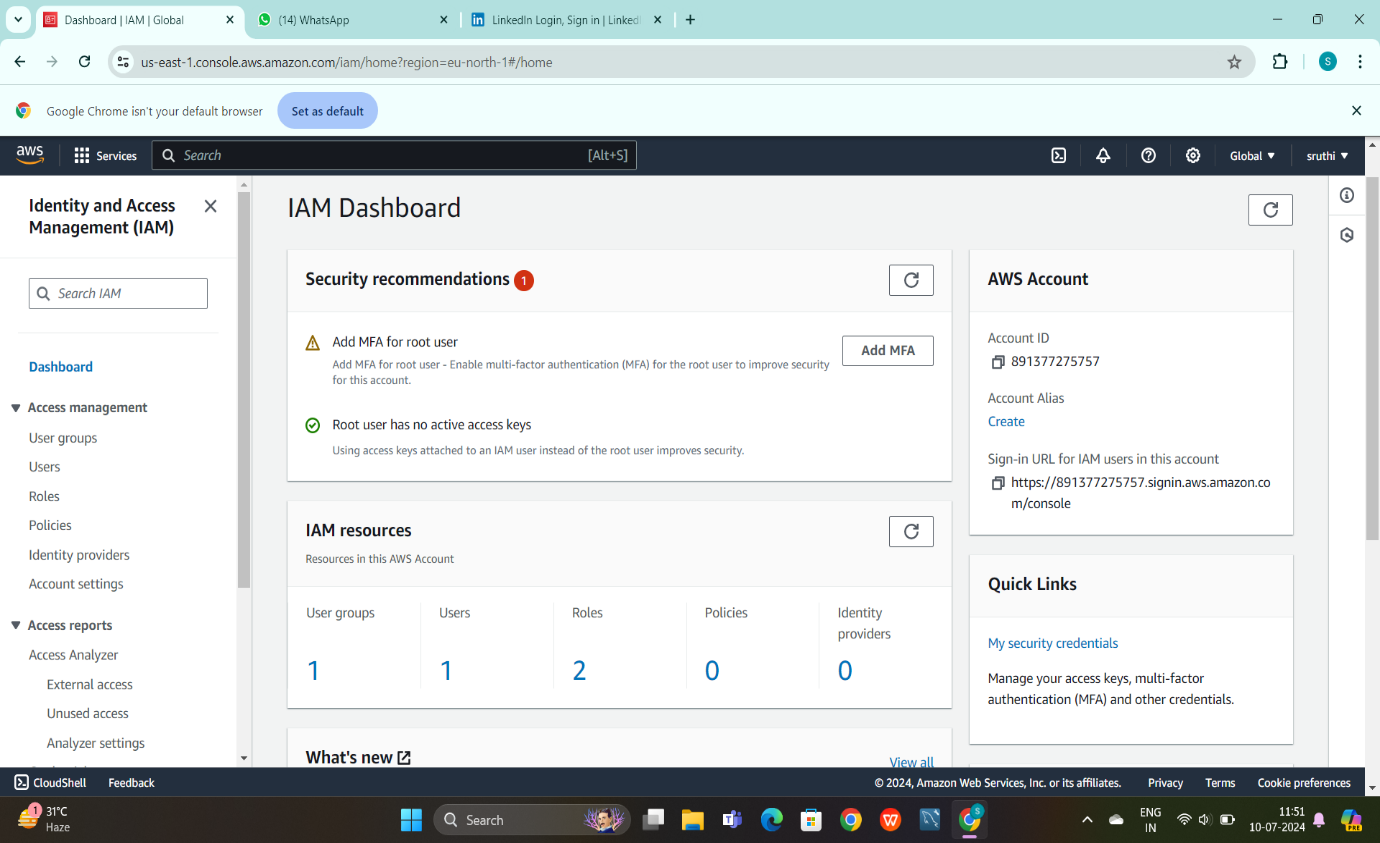 Dashboard | IAM | Global
(14) WhatsApp
LinkedIn Login, Sign in | Linked
us-east-1.console.aws.amazon.com/iam/home?region=eu-north-1#/home
S
Google Chrome isn't your default browser
Set as default
aws
Services
Search
[Alt+S]
Global
sruthi
Identity and Access
Management (IAM)
Search IAM
Dashboard
Access management
User groups
Users
Roles
Policies
Identity providers
Account settings
Access reports
Access Analyzer
External access
Unused access
Analyzer settings
IAM Dashboard
Security recommendations 1
Add MFA for root user
Add MFA for root user - Enable multi-factor authentication (MFA) for the root user to improve security
for this account.
Add MFA
Root user has no active access keys
Using access keys attached to an IAM user instead of the root user improves security.
IAM resources
Resources in this AWS Account
User groups
1
Users
1
Roles
2
Policies
0
Identity
providers
0
What's new
View all
AWS Account
Account ID
891377275757
Account Alias
Create
Sign-in URL for IAM users in this account
https://891377275757.signin.aws.amazon.co
m/console
Quick Links
My security credentials
Manage your access keys, multi-factor
authentication (MFA) and other credentials.
CloudShell
Feedback
© 2024, Amazon Web Services, Inc. or its affiliates.
Privacy
Terms
Cookie preferences
1
31°C
Haze
Search
S
ENG
IN
11:51
10-07-2024
PRE